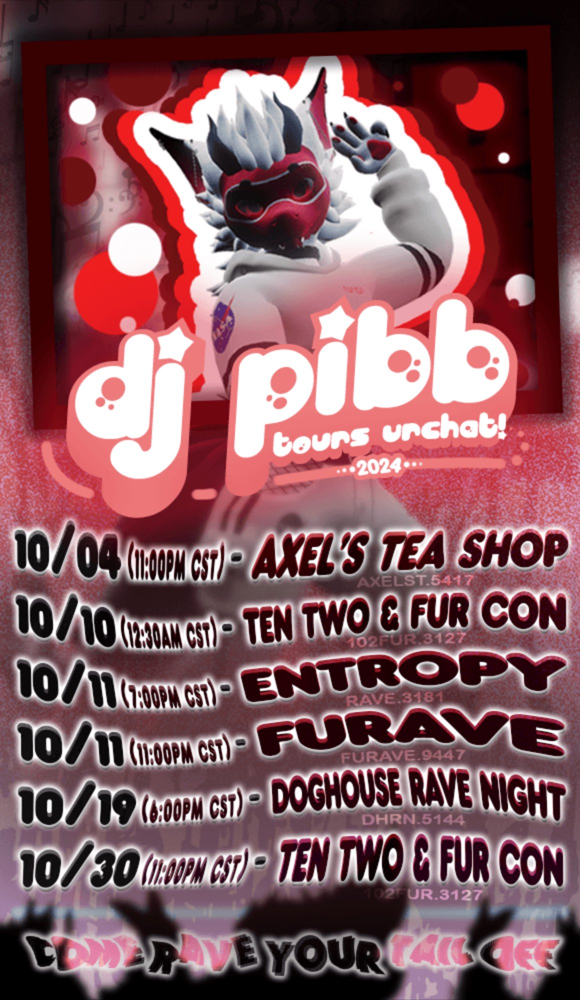 dj pibb
tours vrchat!
2024
10/04 (11:00PM CST) - AXEL'S TEA SHOP
AXELST.5417
10/10 (12:30AM CST) - TEN TWO & FUR CON
102FUR.3127
10/11 (7:00PM CST) - ENTROPY
RAVE.3181
10/11 (11:00PM CST) - FURAVE
FURAVE.9447
10/19 (6:00PM CST) - DOGHOUSE RAVE NIGHT
DHRN.5144
10/30 (11:00PM CST) - TEN TWO & FUR CON
102FUR.3127
COME RAVE YOUR TAIL OFF